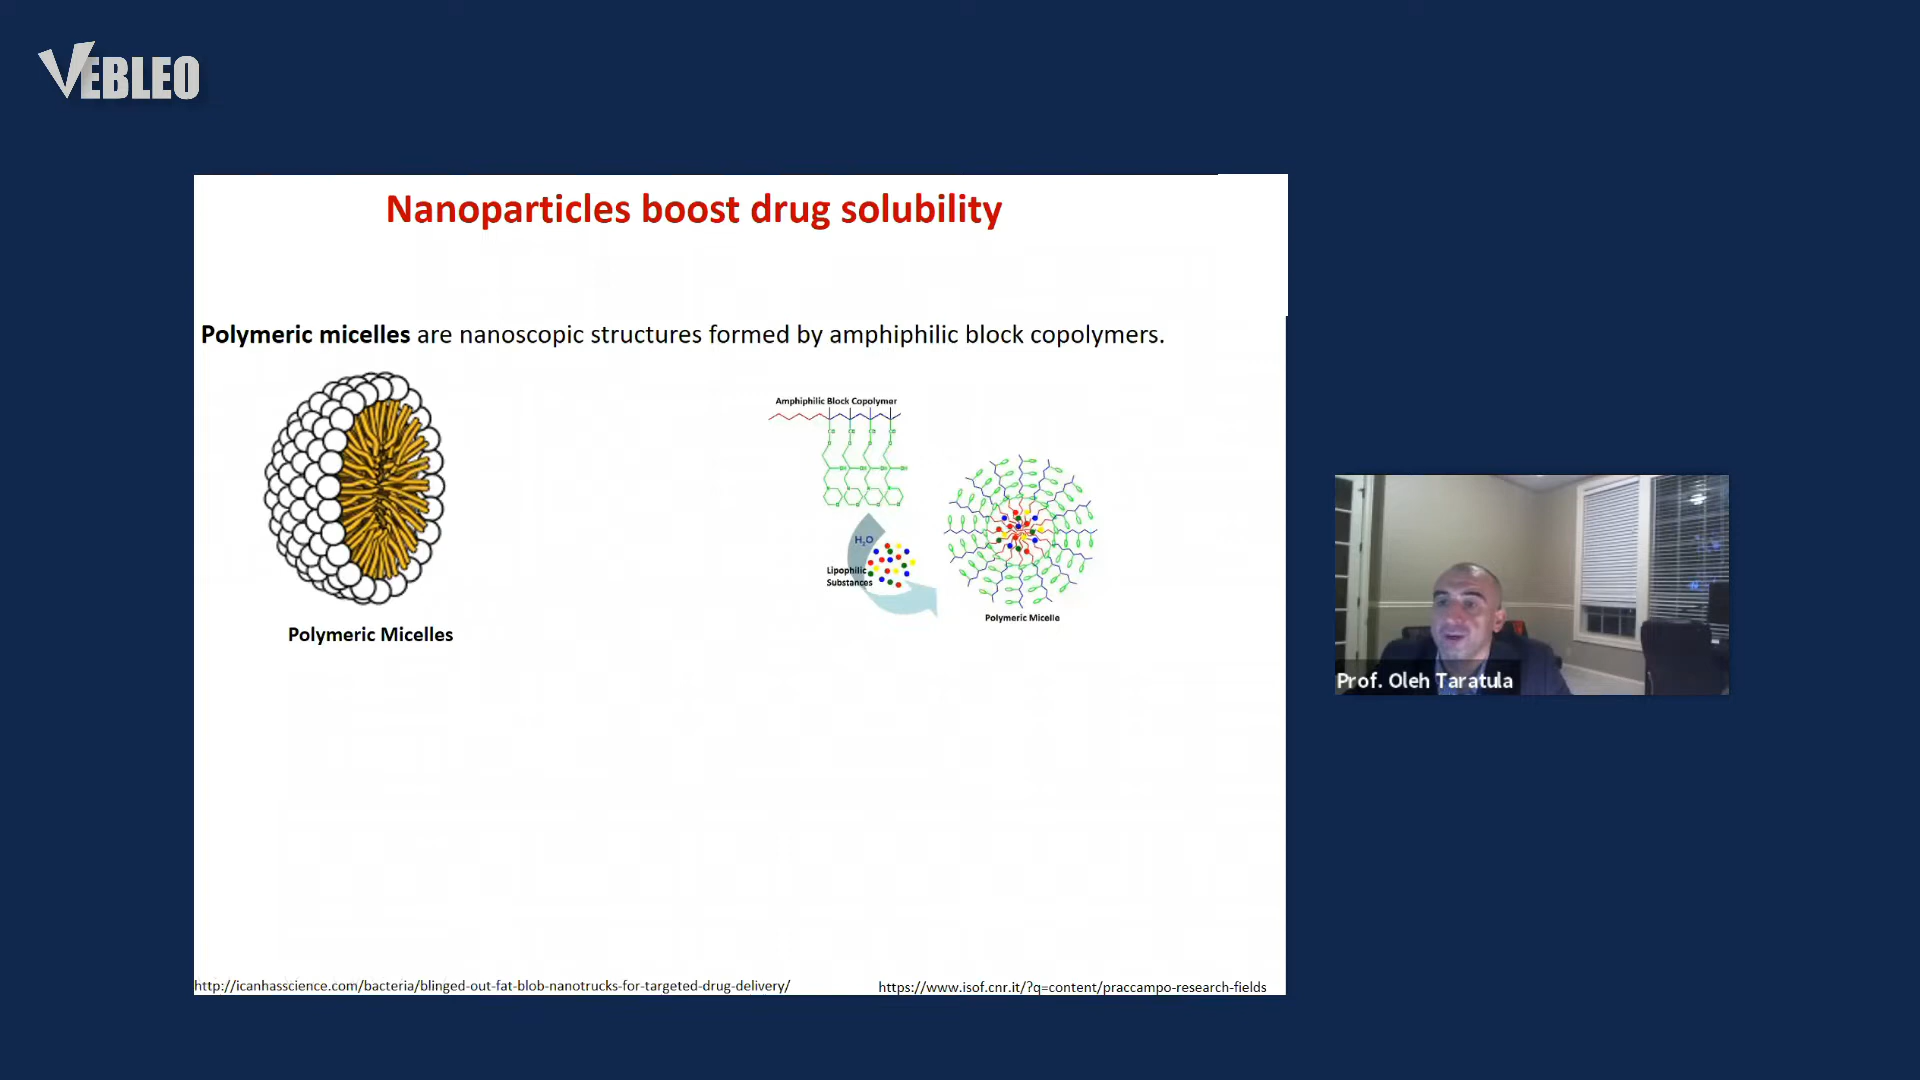 VEBLEO
Nanoparticles boost drug solubility
Polymeric micelles are nanoscopic structures formed by amphiphilic block copolymers.
Amphiphilic Block Copolymer
H₂O
Lipophilic
Substances
Polymeric Micelle
Polymeric Micelles
Prof. Oleh Taratula
http://icanhasscience.com/bacteria/blinged-out-fat-blob-nanotrucks-for-targeted-drug-delivery/
https://www.isof.cnr.it/?q=content/praccampo-research-fields